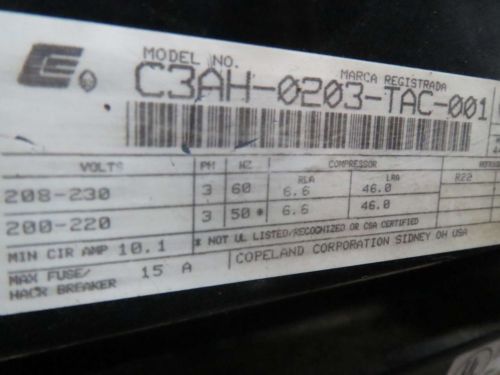 MODEL NO.
MARCA REGISTRADA
C3AH-0203-TAC-001
VOLTS PH HZ COMPRESSOR
RLA LRA
208-230 3 60 6.6 46.0 R22
200-220 3 50 * 6.6 46.0
MIN CIR AMP 10.1 * NOT UL LISTED/RECOGNIZED OR CSA CERTIFIED
MAX FUSE/
HACR BREAKER 15 A COPELAND CORPORATION SIDNEY OH USA